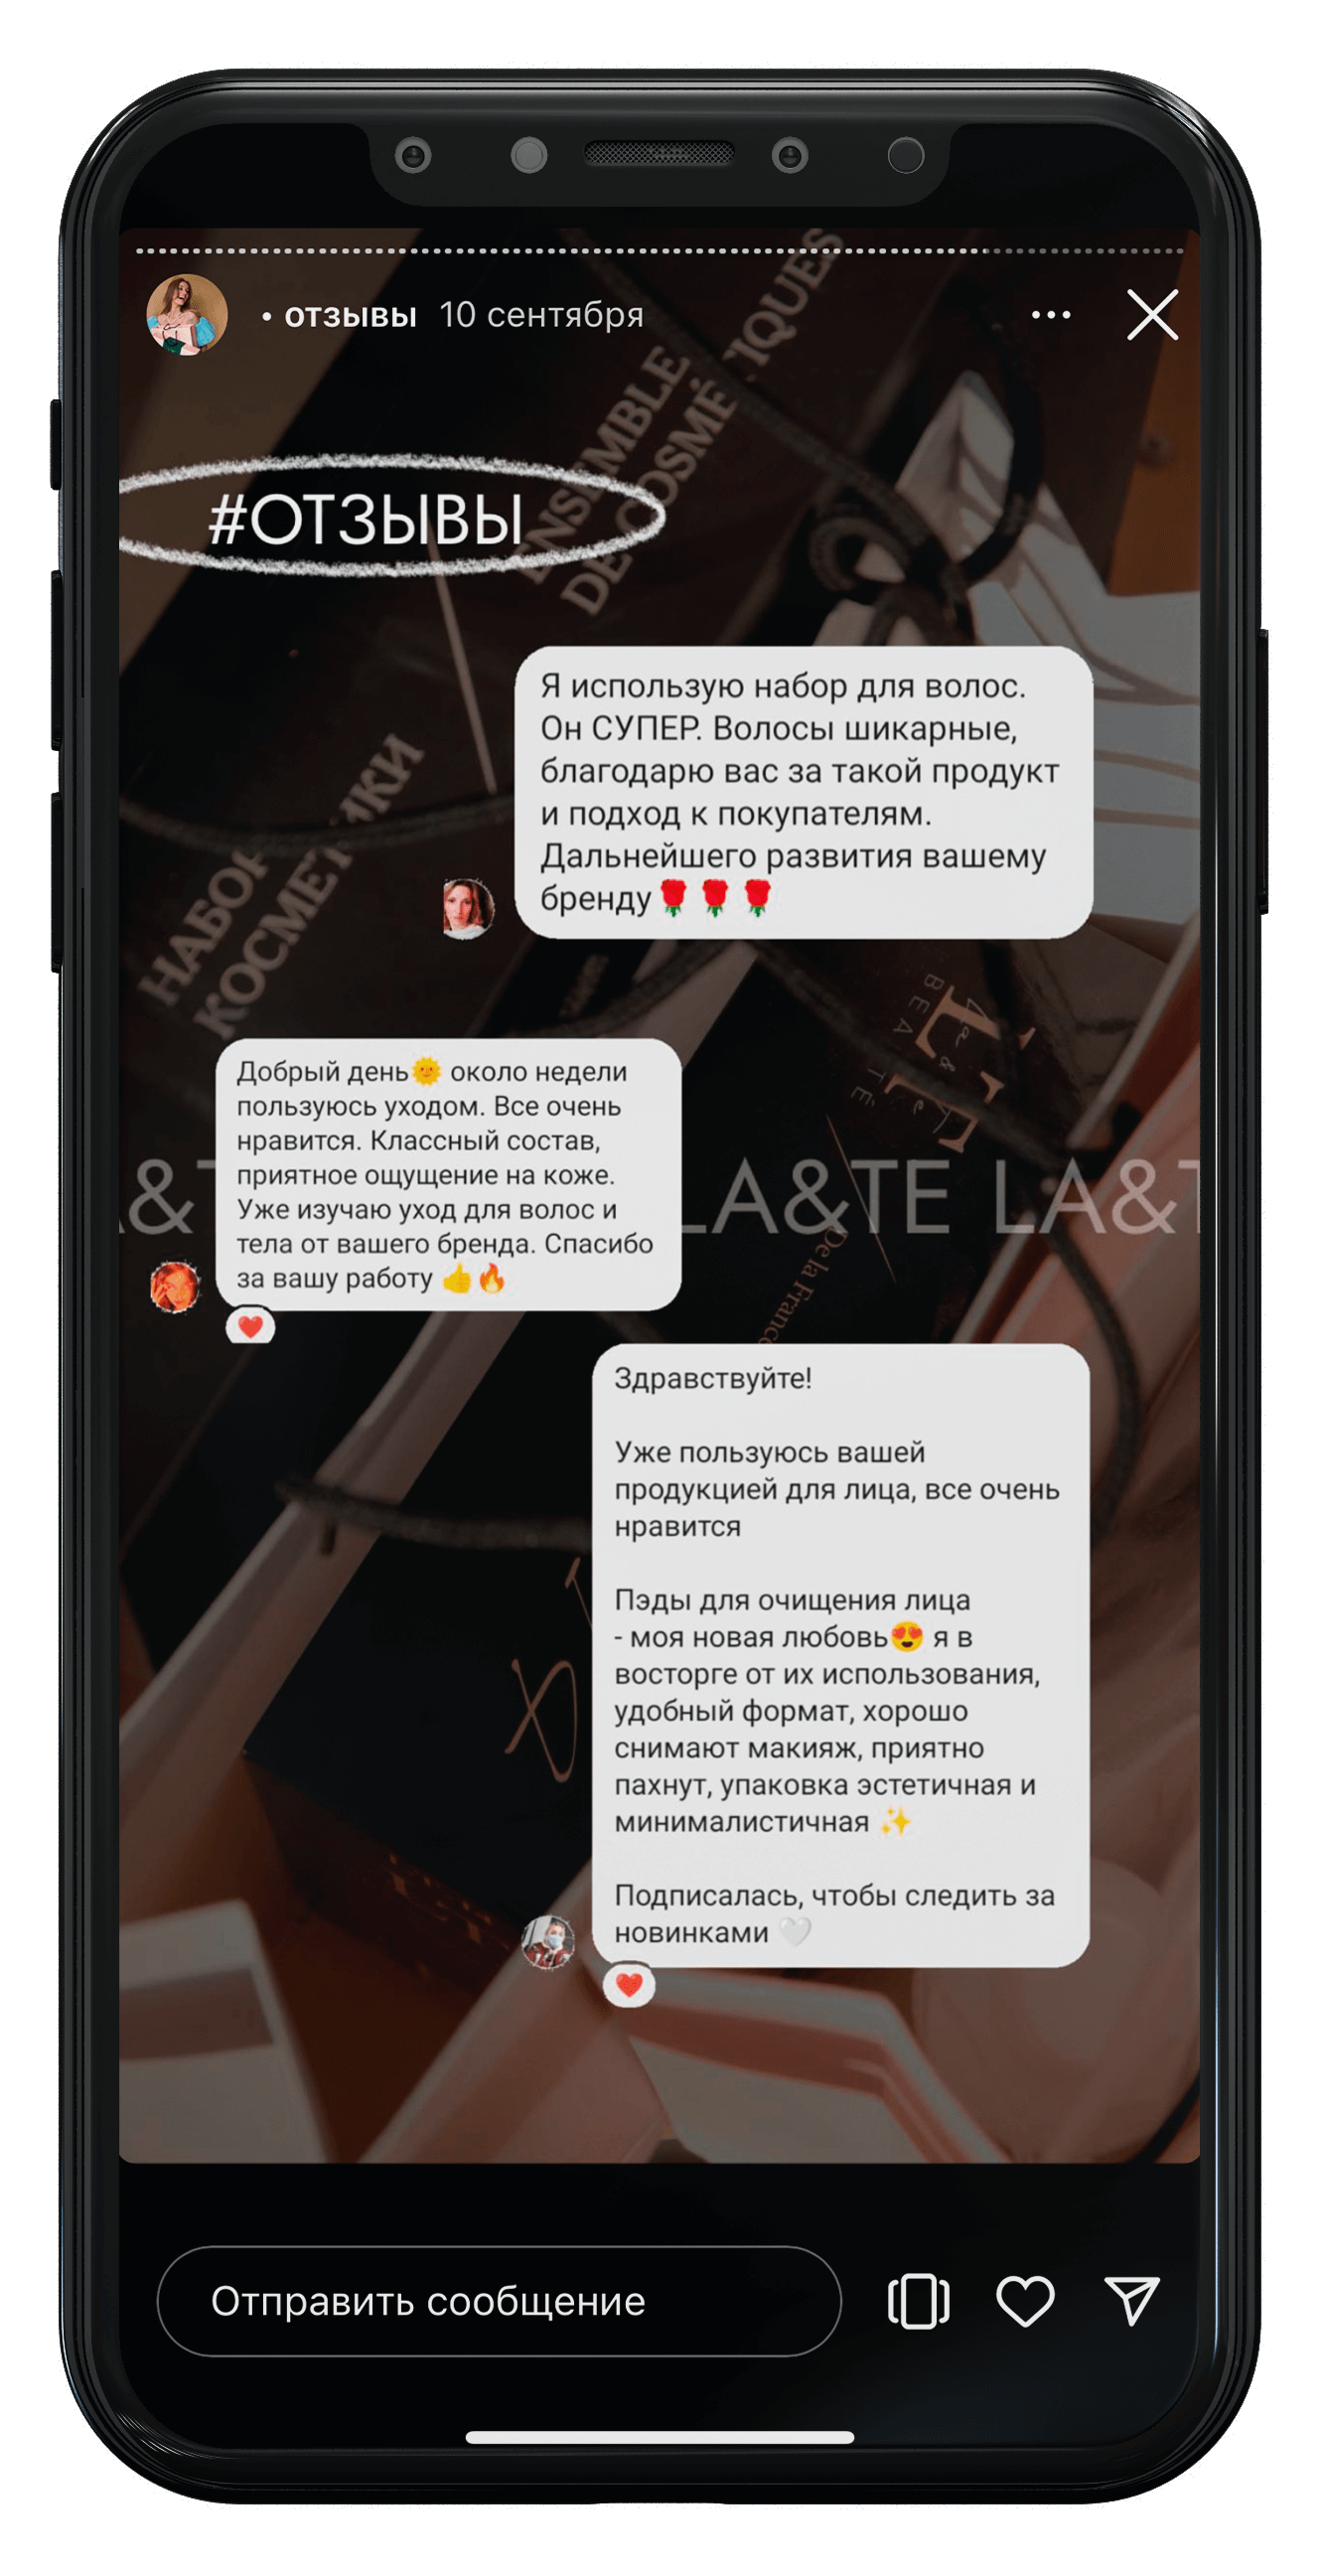 • отзывы 10 сентября
#ОТЗЫВЫ
ENSEMBLE
DE COSMÉTIQUES
Я использую набор для волос.
Он СУПЕР. Волосы шикарные,
благодарю вас за такой продукт
и подход к покупателям.
Дальнейшего развития вашему
бренду🌹🌹🌹
НАБОР
КОСМЕТИКИ
Добрый день🌞 около недели
пользуюсь уходом. Все очень
нравится. Классный состав,
приятное ощущение на коже.
Уже изучаю уход для волос и
тела от вашего бренда. Спасибо
за вашу работу 👍🔥
LA&TE LA&T
De la France
Здравствуйте!
Уже пользуюсь вашей
продукцией для лица, все очень
нравится
Пэды для очищения лица
- моя новая любовь😍 я в
восторге от их использования,
удобный формат, хорошо
снимают макияж, приятно
пахнут, упаковка эстетичная и
минималистичная ✨
Подписалась, чтобы следить за
новинками 🤍
Отправить сообщение